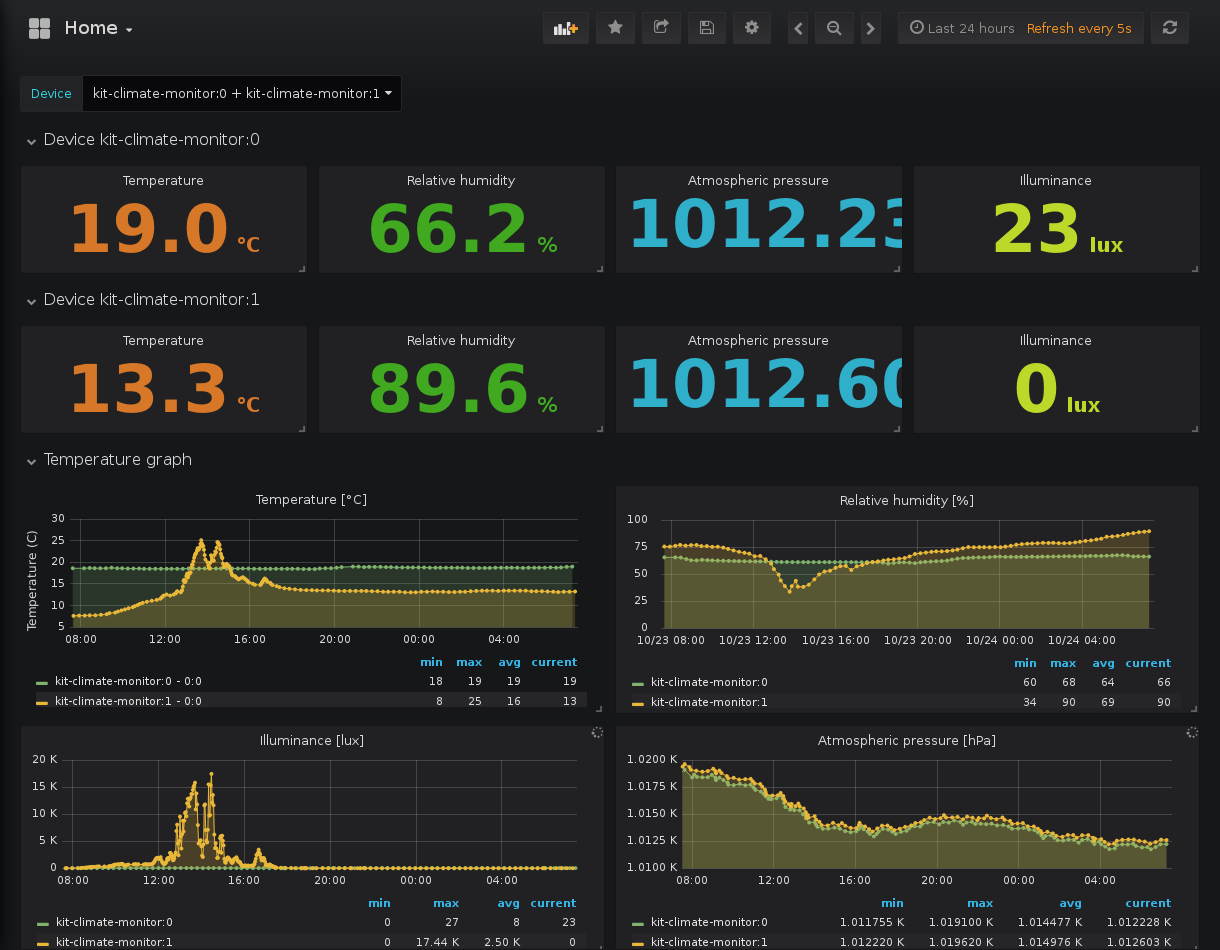 Home
Last 24 hours Refresh every 5s
Device kit-climate-monitor:0 + kit-climate-monitor:1
Device kit-climate-monitor:0
Temperature Relative humidity Atmospheric pressure Illuminance
19.0 °C 66.2 % 1012.23 23 lux
Device kit-climate-monitor:1
Temperature Relative humidity Atmospheric pressure Illuminance
13.3 °C 89.6 % 1012.60 0 lux
Temperature graph
Temperature [°C]
Temperature (C)
30
25
20
15
10
5
08:00 12:00 16:00 20:00 00:00 04:00
min max avg current
kit-climate-monitor:0 - 0:0 18 19 19 19
kit-climate-monitor:1 - 0:0 8 25 16 13
Relative humidity [%]
100
75
50
25
0
10/23 08:00 10/23 12:00 10/23 16:00 10/23 20:00 10/24 00:00 10/24 04:00
min max avg current
kit-climate-monitor:0 60 68 64 66
kit-climate-monitor:1 34 90 69 90
Illuminance [lux]
20 K
15 K
10 K
5 K
0
08:00 12:00 16:00 20:00 00:00 04:00
min max avg current
kit-climate-monitor:0 0 27 8 23
kit-climate-monitor:1 0 17.44 K 2.50 K 0
Atmospheric pressure [hPa]
1.0200 K
1.0175 K
1.0150 K
1.0125 K
1.0100 K
08:00 12:00 16:00 20:00 00:00 04:00
min max avg current
kit-climate-monitor:0 1.011755 K 1.019100 K 1.014477 K 1.012228 K
kit-climate-monitor:1 1.012220 K 1.019620 K 1.014976 K 1.012603 K